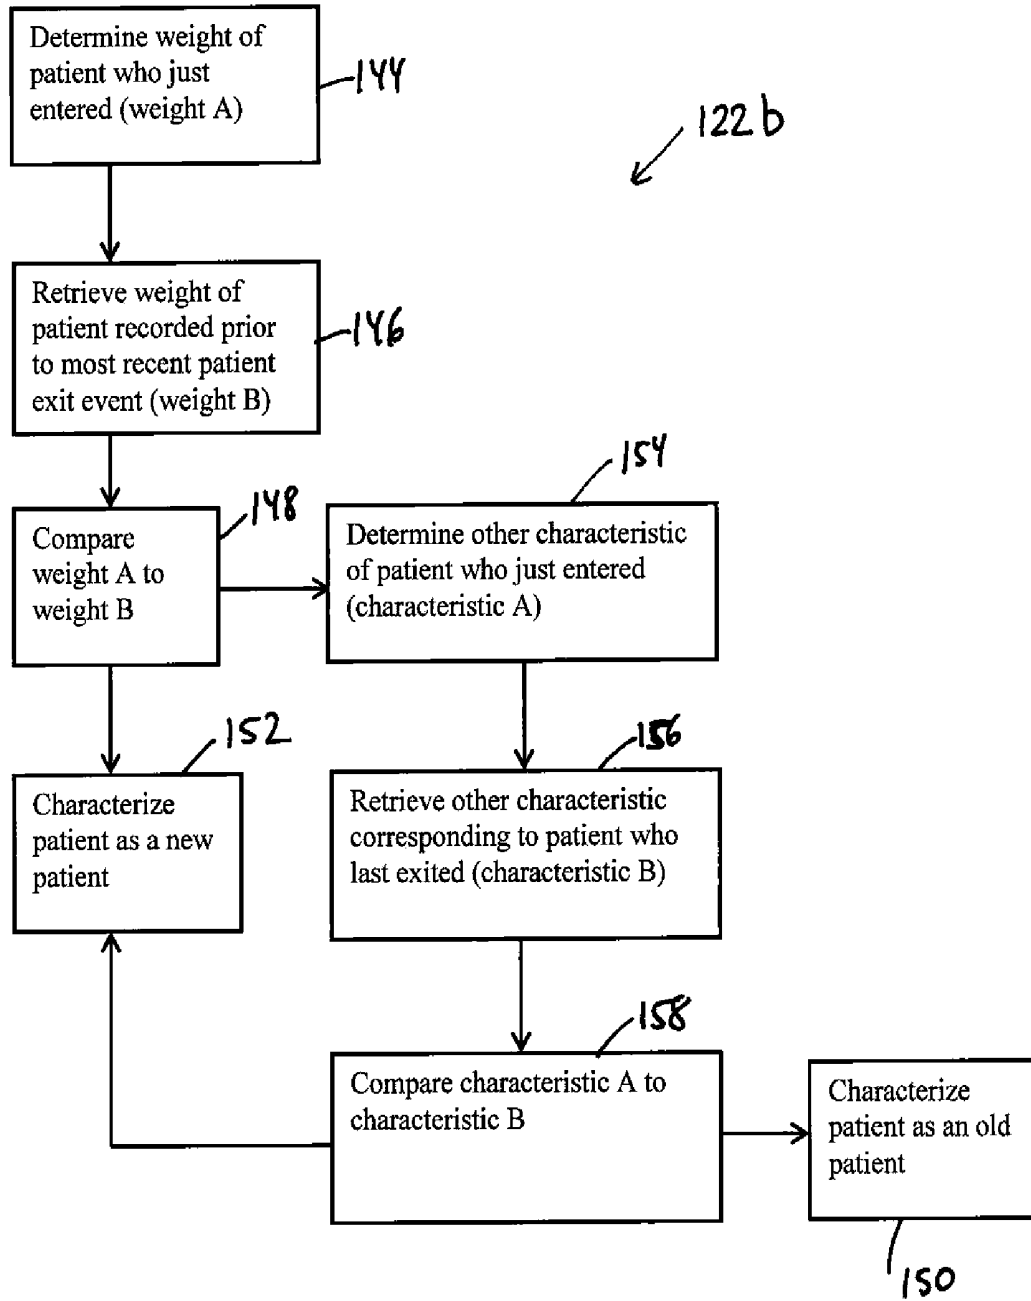 Determine weight of
patient who just
entered (weight A)
144
122b
Retrieve weight of
patient recorded prior
to most recent patient
exit event (weight B)
146
Compare
weight A to
weight B
148
154
Determine other characteristic
of patient who just entered
(characteristic A)
152
Characterize
patient as a new
patient
156
Retrieve other characteristic
corresponding to patient who
last exited (characteristic B)
158
Compare characteristic A to
characteristic B
Characterize
patient as an old
patient
150